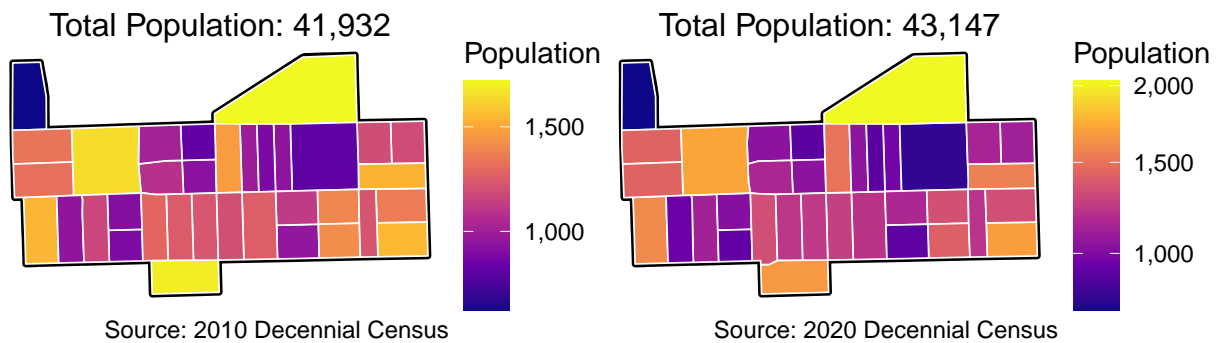 Total Population: 41,932
Population
1,500
1,000
Source: 2010 Decennial Census
Total Population: 43,147
Population
2,000
1,500
1,000
Source: 2020 Decennial Census